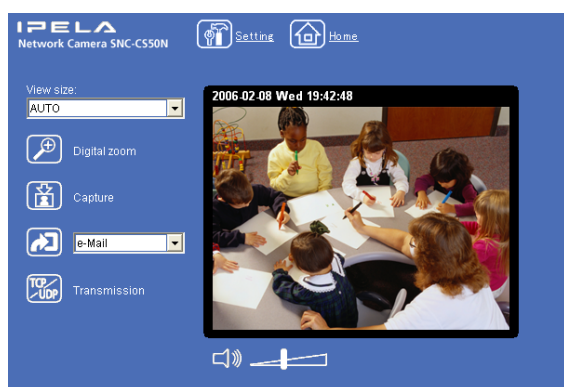 IPELA
Network Camera SNC-CS50N
Setting
Home
View size:
AUTO
2006-02-08 Wed 19:42:48
Digital zoom
Capture
e-Mail
TCP/UDP
Transmission